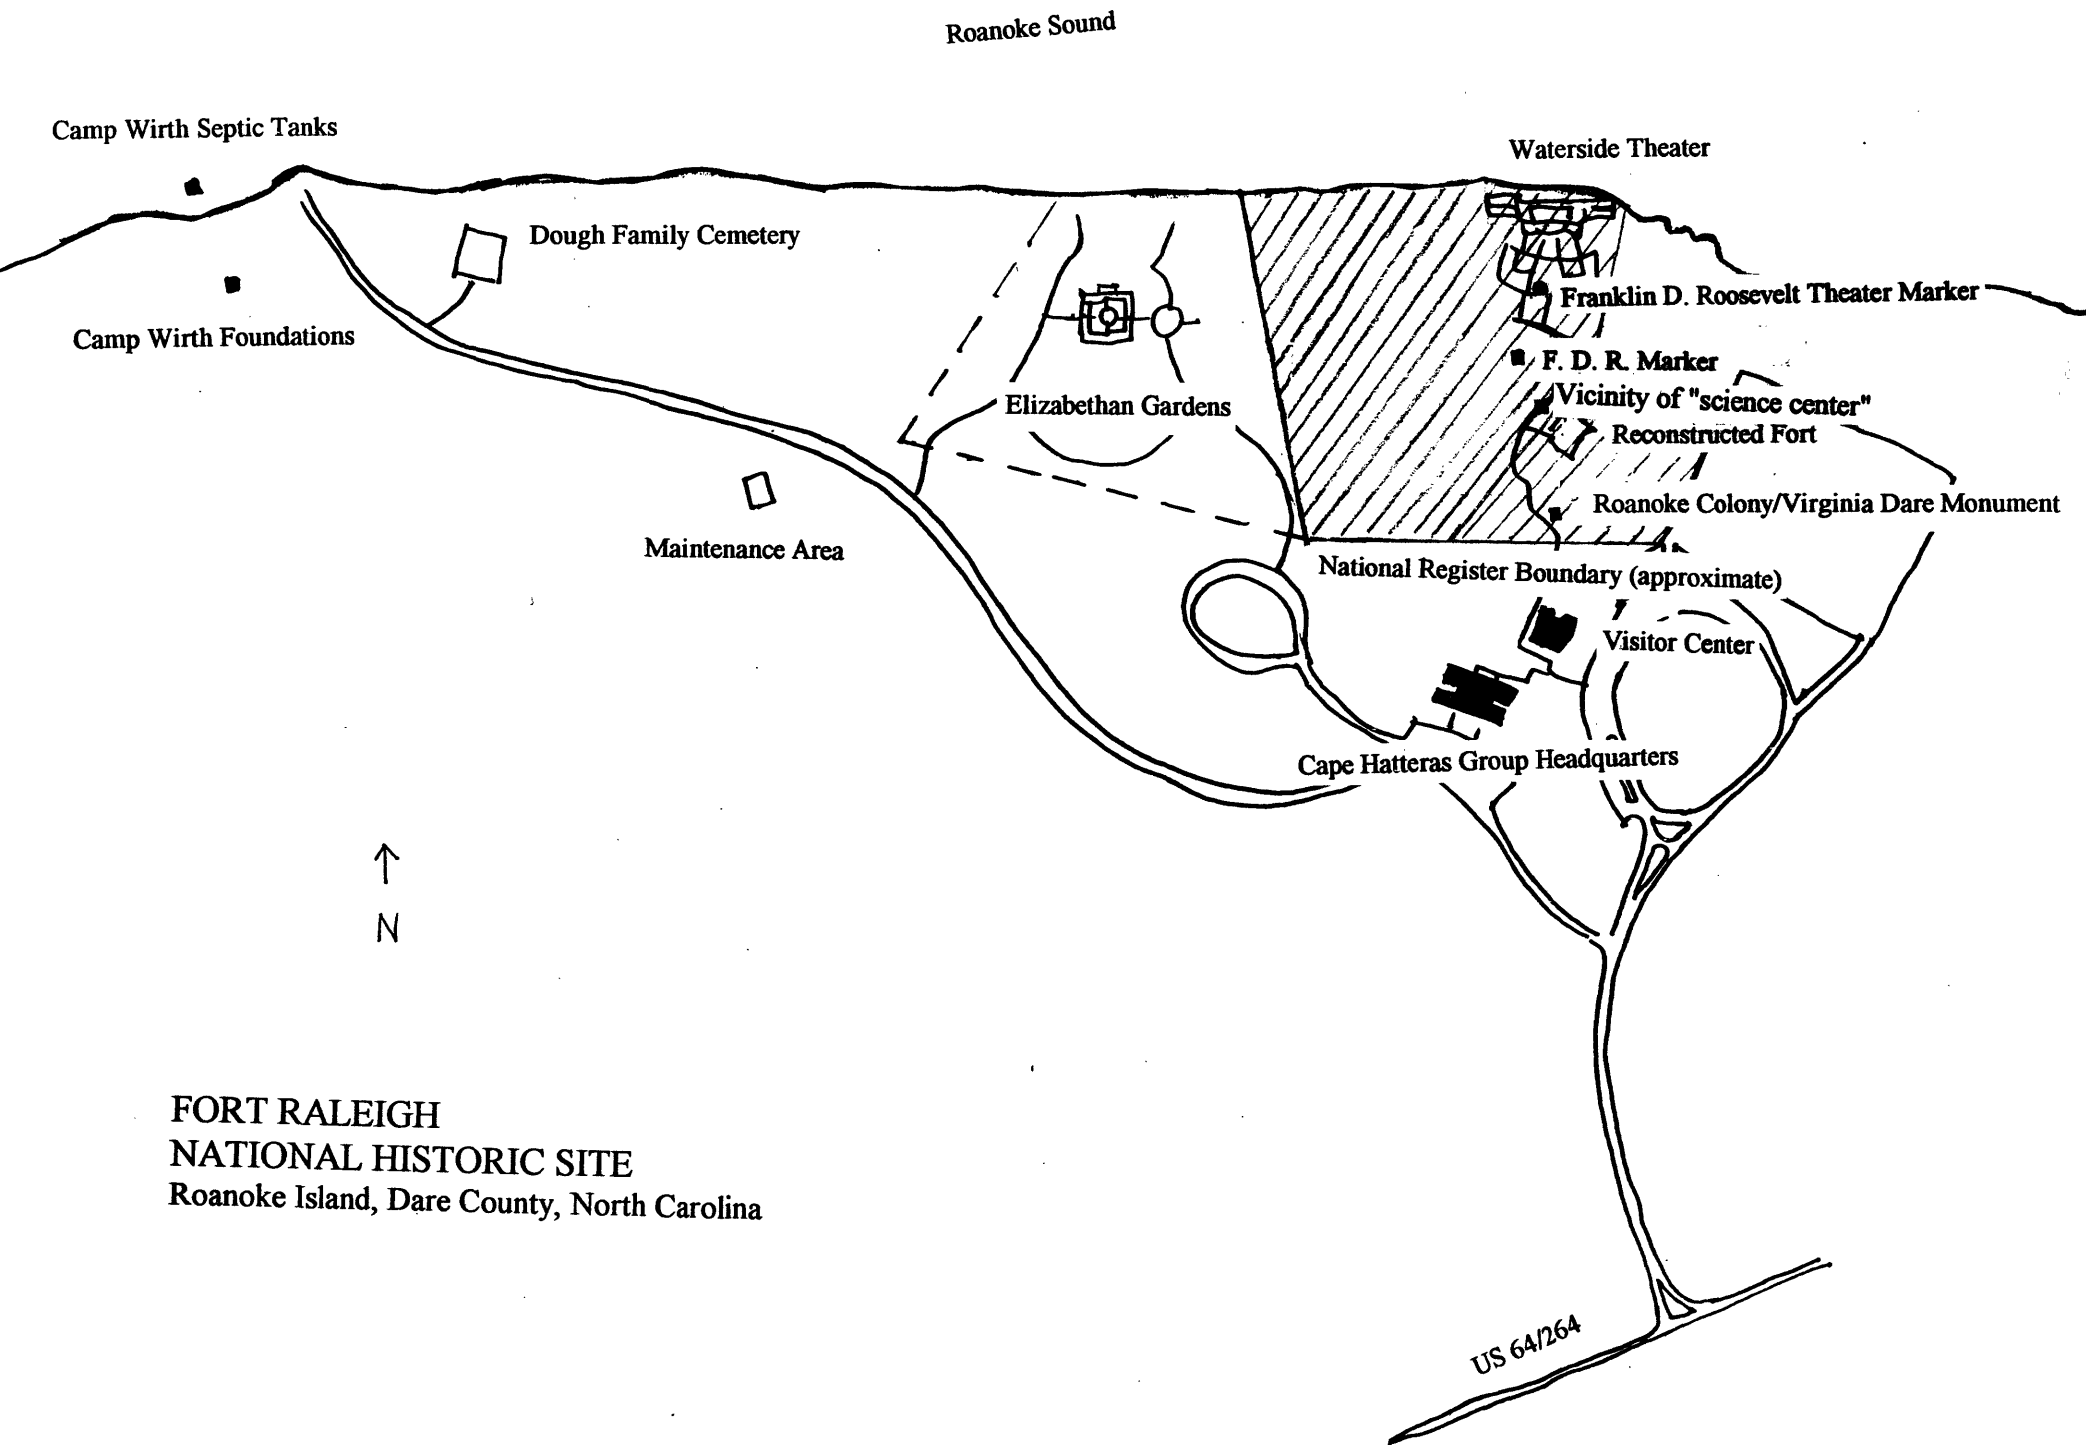 Roanoke Sound
Camp Wirth Septic Tanks
Waterside Theater
Dough Family Cemetery
Franklin D. Roosevelt Theater Marker
Camp Wirth Foundations
F. D. R. Marker
Vicinity of "science center"
Elizabethan Gardens
Reconstructed Fort
Roanoke Colony/Virginia Dare Monument
Maintenance Area
National Register Boundary (approximate)
Visitor Center
Cape Hatteras Group Headquarters
N
FORT RALEIGH
NATIONAL HISTORIC SITE
Roanoke Island, Dare County, North Carolina
US 64/264